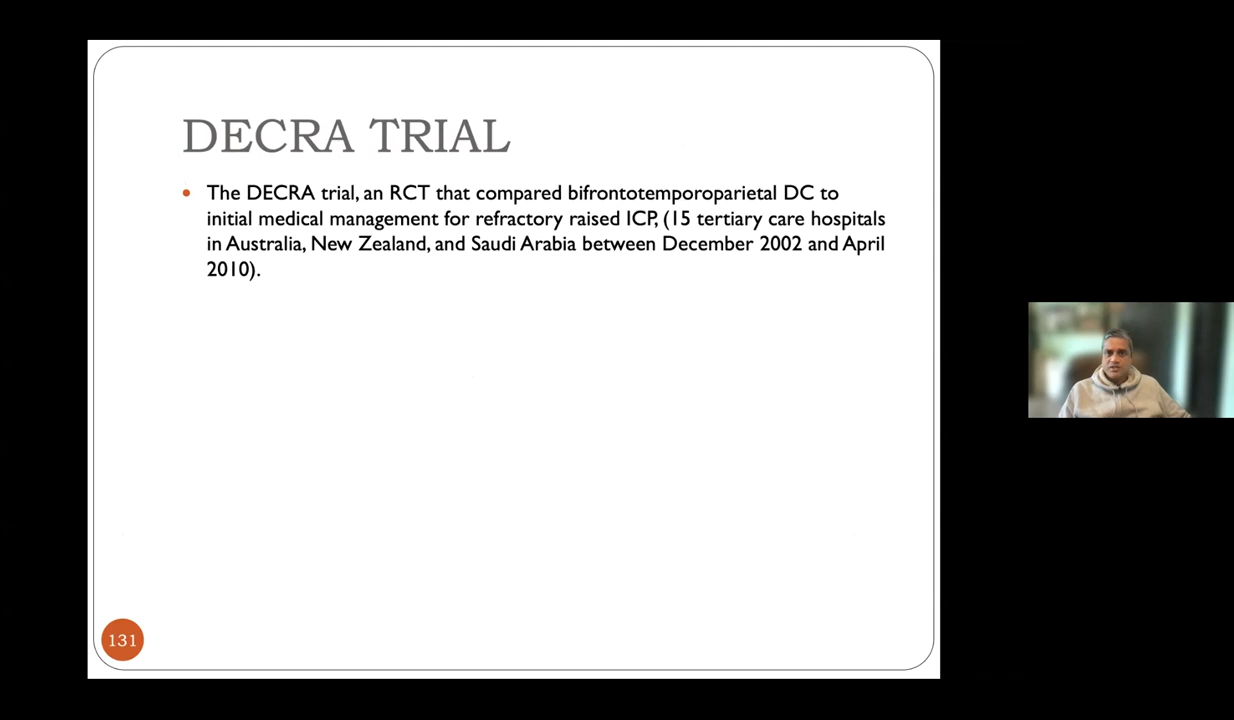 DECRA TRIAL
• The DECRA trial, an RCT that compared bifrontotemporoparietal DC to
initial medical management for refractory raised ICP, (15 tertiary care hospitals
in Australia, New Zealand, and Saudi Arabia between December 2002 and April
2010).
131